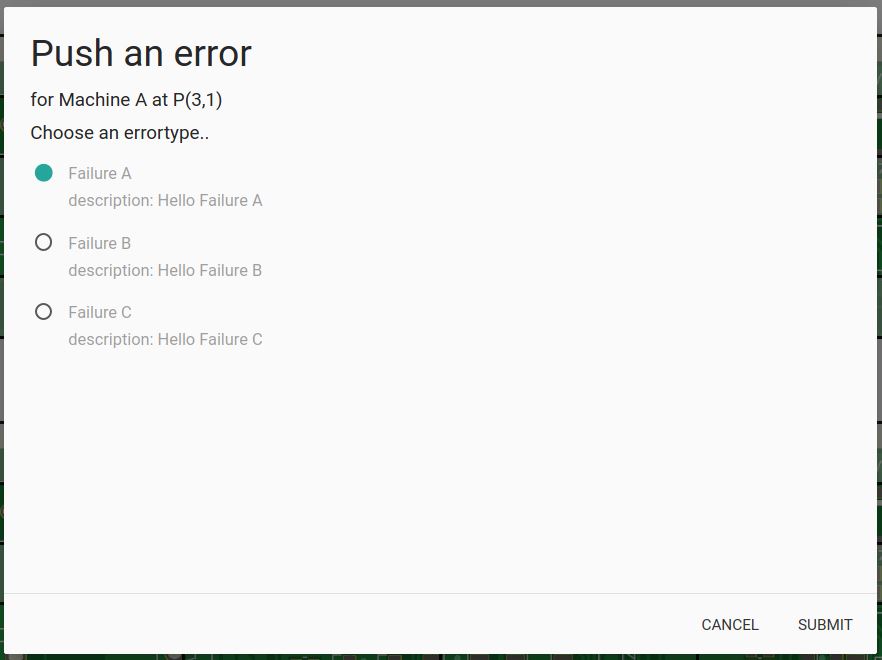 Push an error
for Machine A at P(3,1)
Choose an errortype..
Failure A
description: Hello Failure A
Failure B
description: Hello Failure B
Failure C
description: Hello Failure C
CANCEL SUBMIT